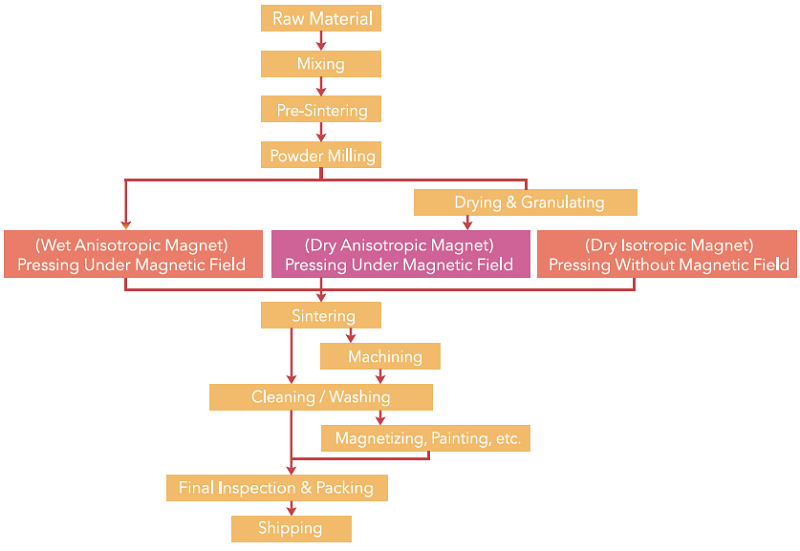 Raw Material
Mixing
Pre-Sintering
Powder Milling
Drying & Granulating
(Wet Anisotropic Magnet)
Pressing Under Magnetic Field
(Dry Anisotropic Magnet)
Pressing Under Magnetic Field
(Dry Isotropic Magnet)
Pressing Without Magnetic Field
Sintering
Machining
Cleaning / Washing
Magnetizing, Painting, etc.
Final Inspection & Packing
Shipping